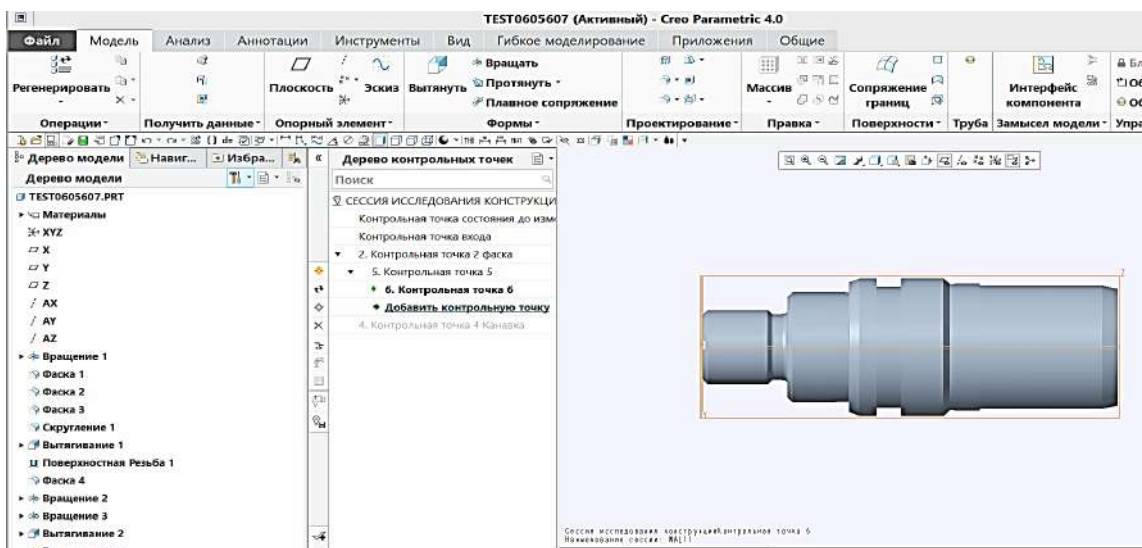 TEST0605607 (Активный) - Creo Parametric 4.0
Файл Модель Анализ Аннотации Инструменты Вид Гибкое моделирование Приложения Общие
Регенерировать
Плоскость Эскиз Вытянуть
Вращать
Протянуть
Плавное сопряжение
Массив
Сопряжение границ
Интерфейс компонента
Операции Получить данные Опорный элемент Формы Проектирование Правка Поверхности Труба Замысел модели Упра
Дерево модели Навиг... Избра...
Дерево контрольных точек
Дерево модели
Поиск
TEST0605607.PRT
СЕССИЯ ИССЛЕДОВАНИЯ КОНСТРУКЦИ
Материалы
Контрольная точка состояния до изме
XYZ
Контрольная точка входа
X
2. Контрольная точка 2 фаска
Y
5. Контрольная точка 5
Z
6. Контрольная точка 6
AX
Добавить контрольную точку
AY
4. Контрольная точка 4 Канавка
AZ
Вращение 1
Фаска 1
Фаска 2
Фаска 3
Скругление 1
Вытягивание 1
Поверхностная Резьба 1
Фаска 4
Вращение 2
Вращение 3
Вытягивание 2